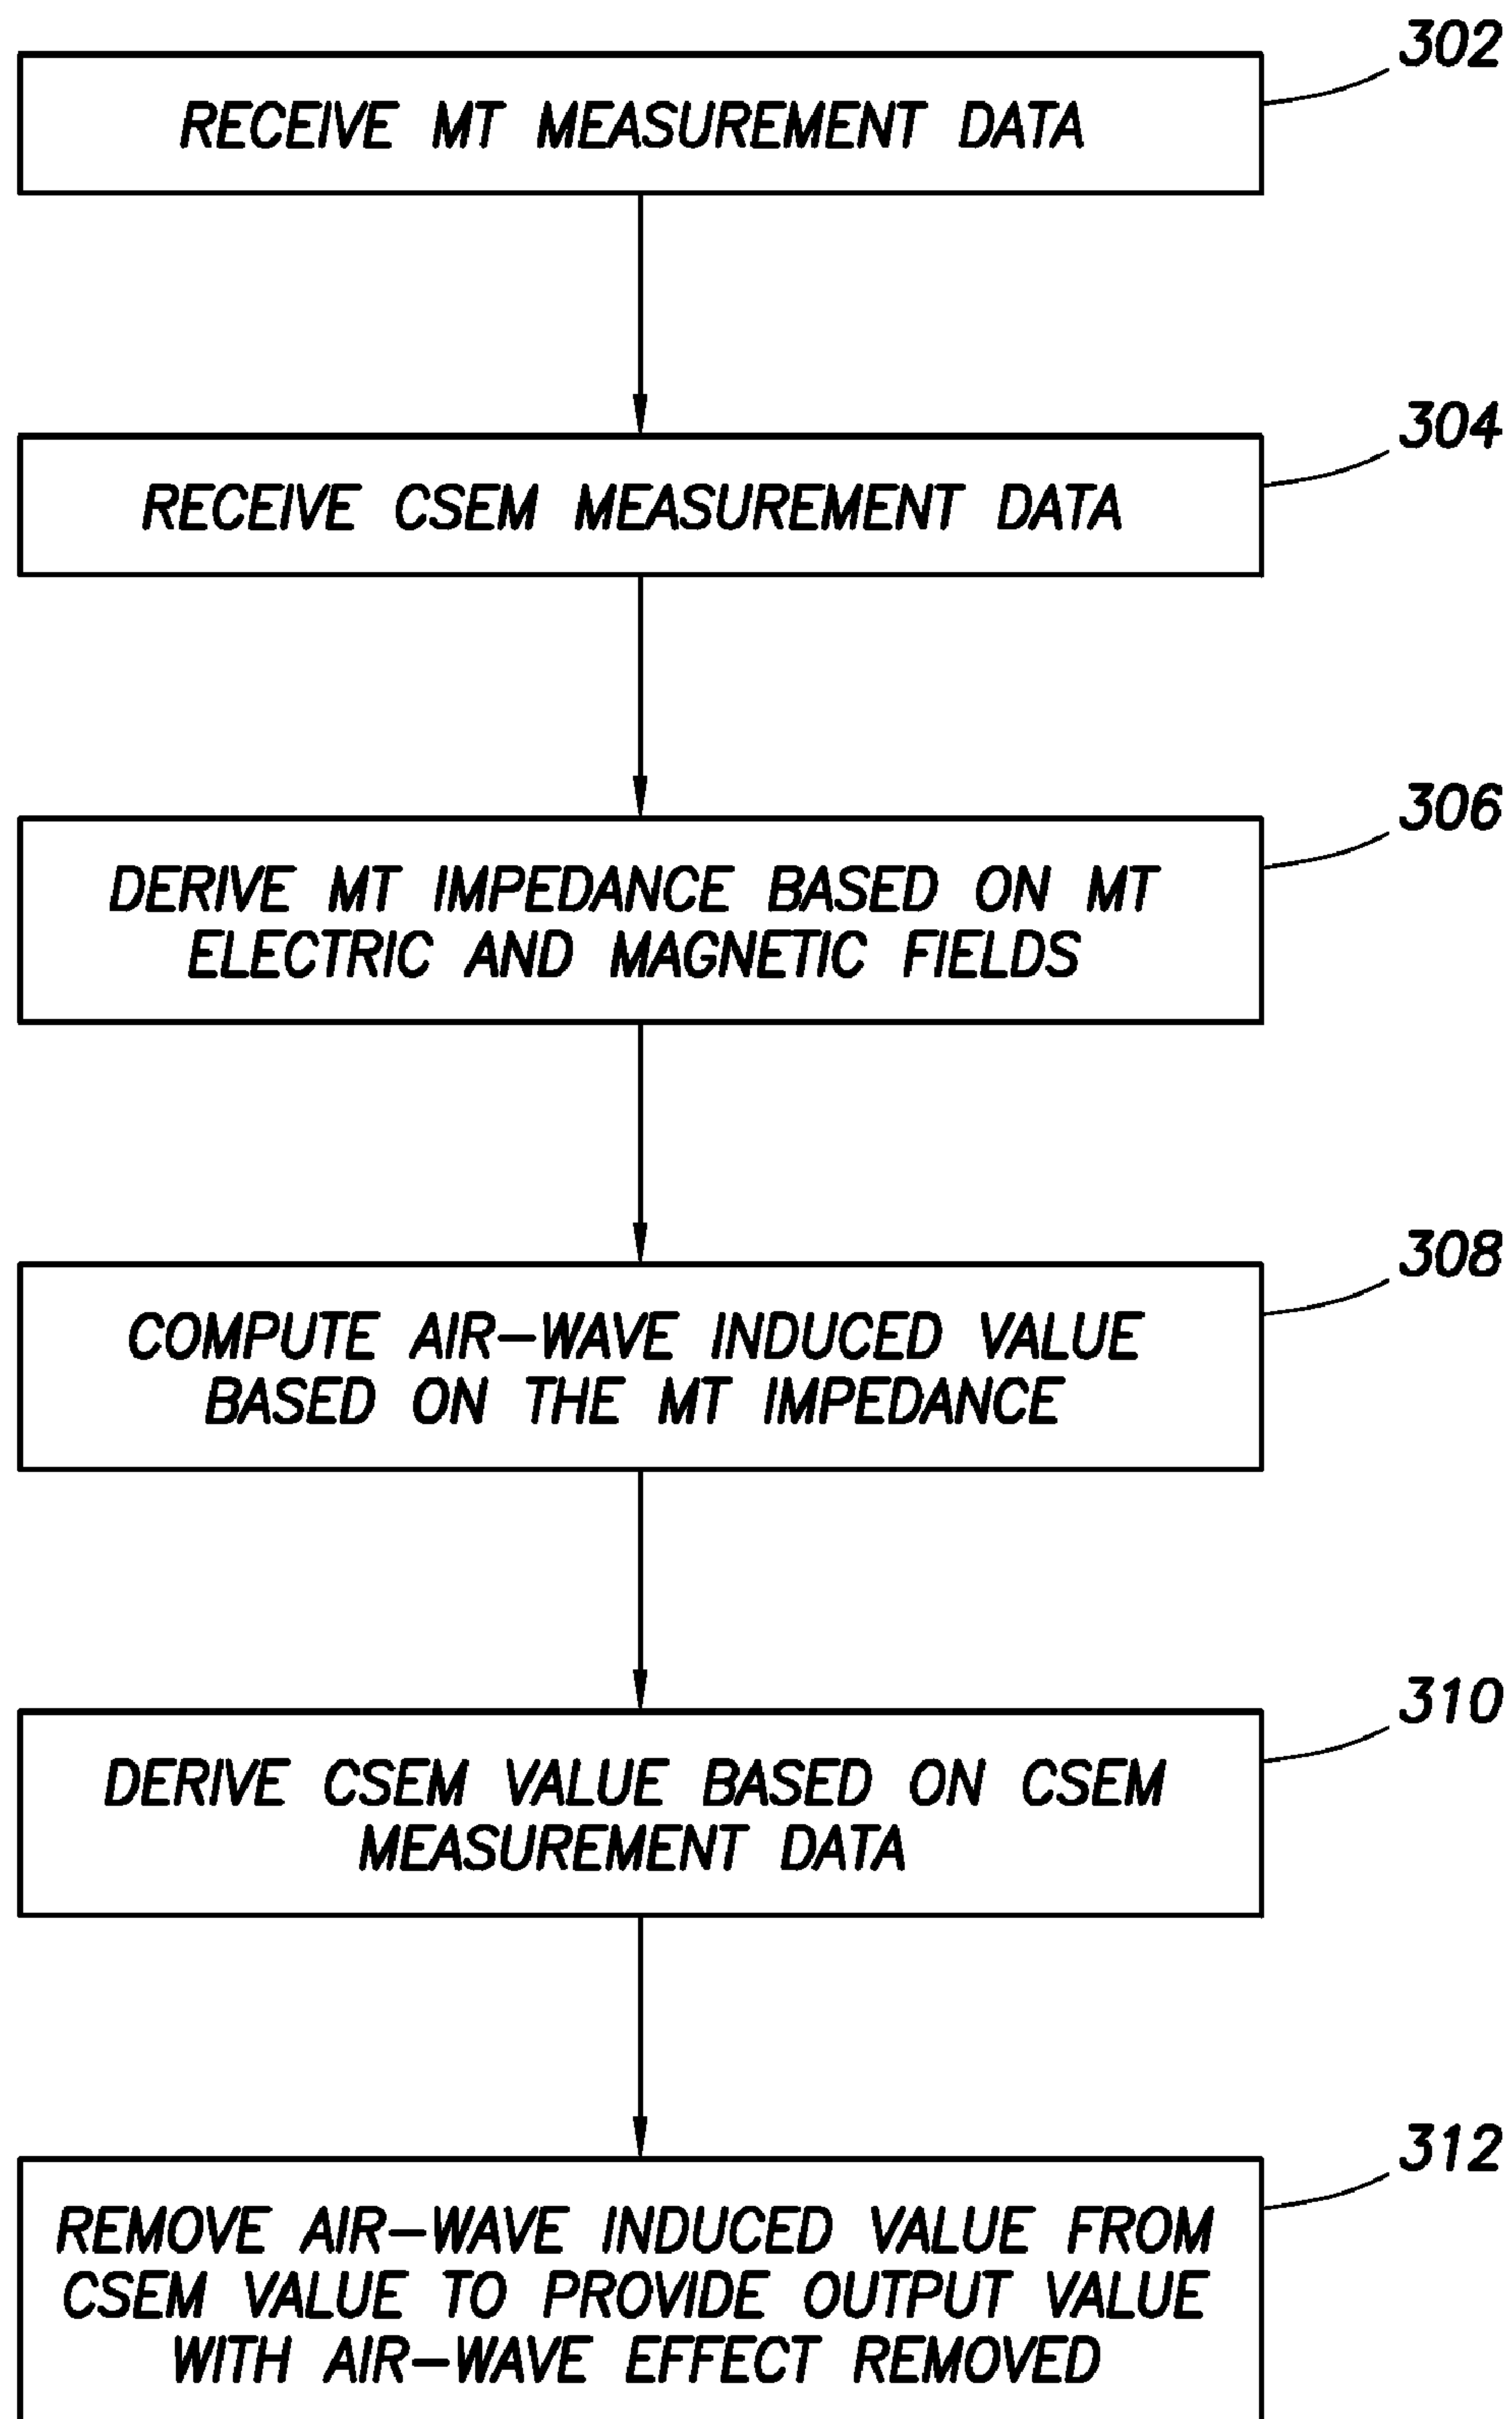 302
RECEIVE MT MEASUREMENT DATA
304
RECEIVE CSEM MEASUREMENT DATA
306
DERIVE MT IMPEDANCE BASED ON MT
ELECTRIC AND MAGNETIC FIELDS
308
COMPUTE AIR-WAVE INDUCED VALUE
BASED ON THE MT IMPEDANCE
310
DERIVE CSEM VALUE BASED ON CSEM
MEASUREMENT DATA
312
REMOVE AIR-WAVE INDUCED VALUE FROM
CSEM VALUE TO PROVIDE OUTPUT VALUE
WITH AIR-WAVE EFFECT REMOVED